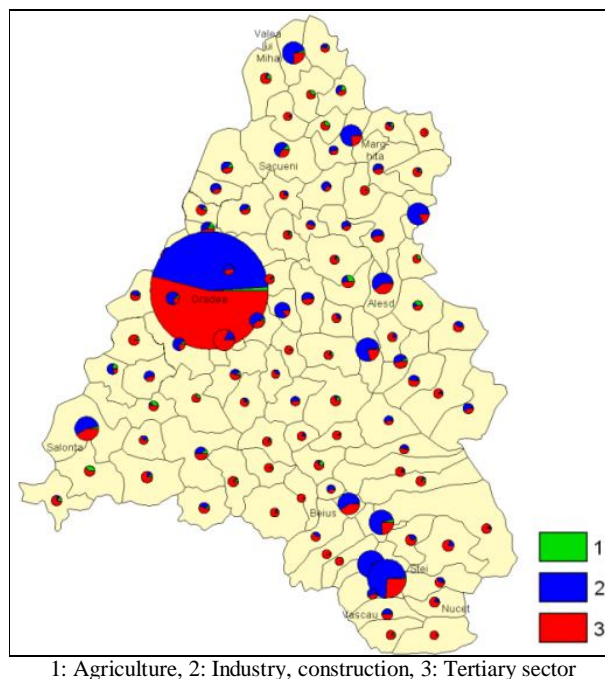 Valea
lui
Mihai
Marg-
hita
Sacueni
Oradea
Alesd
Salonta
Beius
Stei
Nucet
Vascau
1
2
3
1: Agriculture, 2: Industry, construction, 3: Tertiary sector